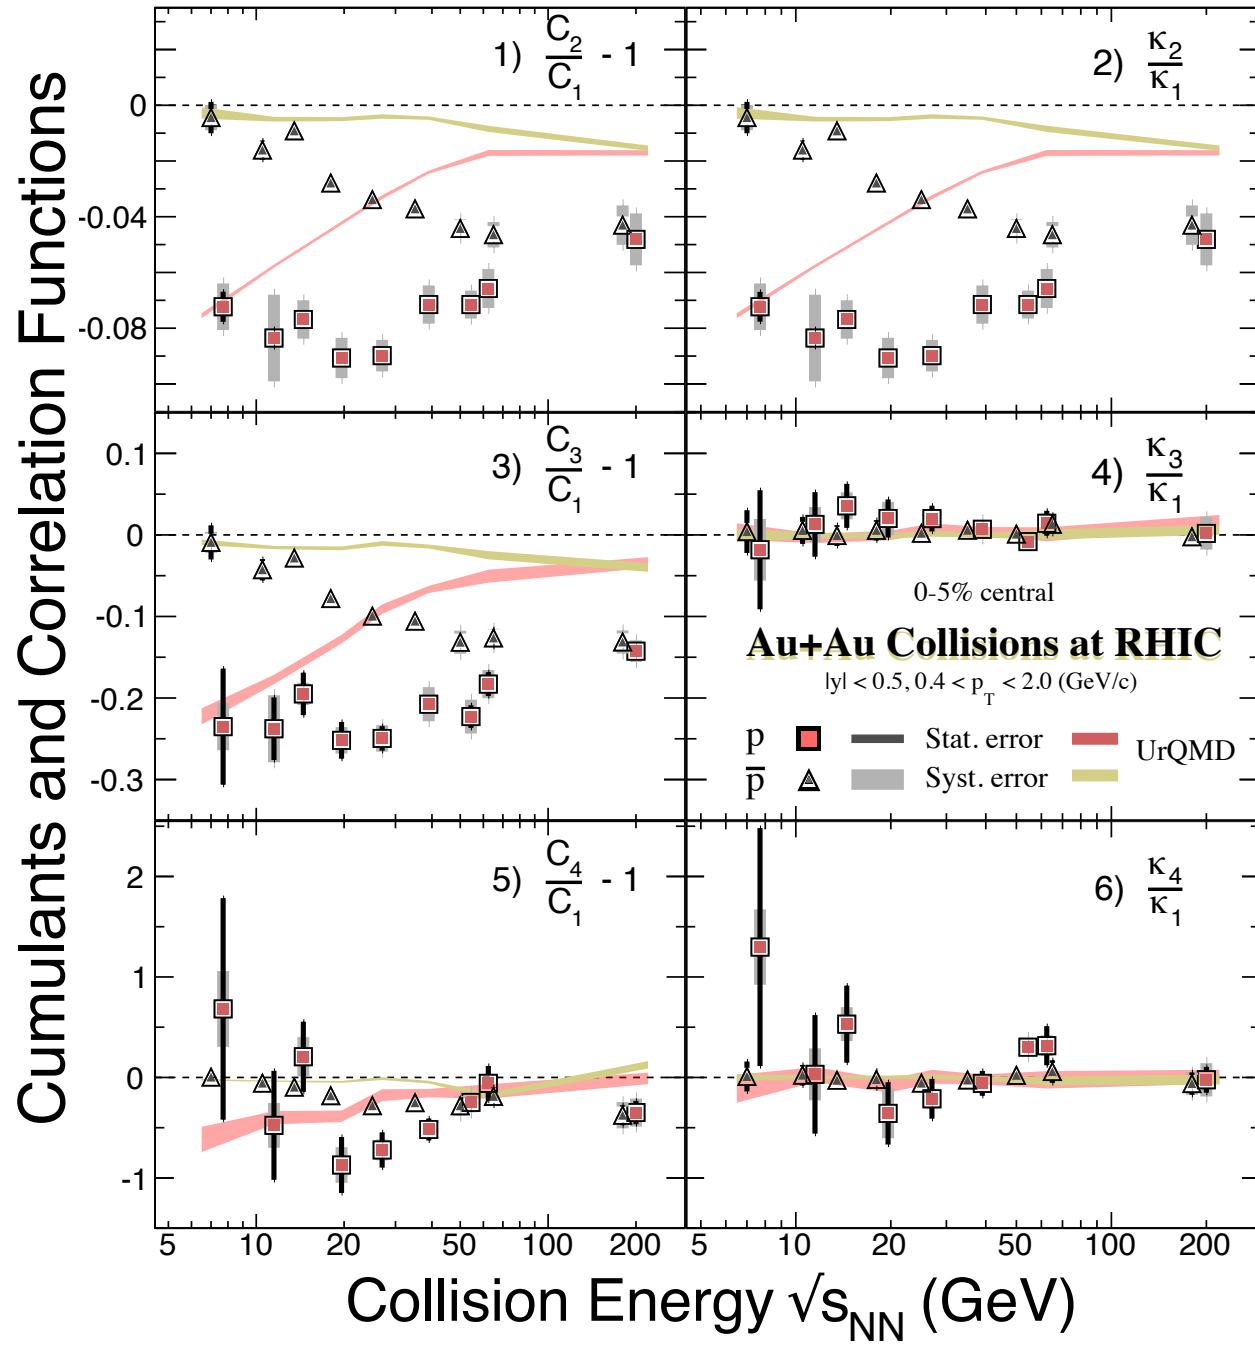 Cumulants and Correlation Functions
1) C₂/C₁ - 1
0
-0.04
-0.08
2) κ₂/κ₁
3) C₃/C₁ - 1
0.1
0
-0.1
-0.2
-0.3
4) κ₃/κ₁
0-5% central
Au+Au Collisions at RHIC
|y| < 0.5, 0.4 < p_T < 2.0 (GeV/c)
p Stat. error UrQMD
p̅ Syst. error
5) C₄/C₁ - 1
2
1
0
-1
6) κ₄/κ₁
5 10 20 50 100 200
5 10 20 50 100 200
Collision Energy √s_NN (GeV)